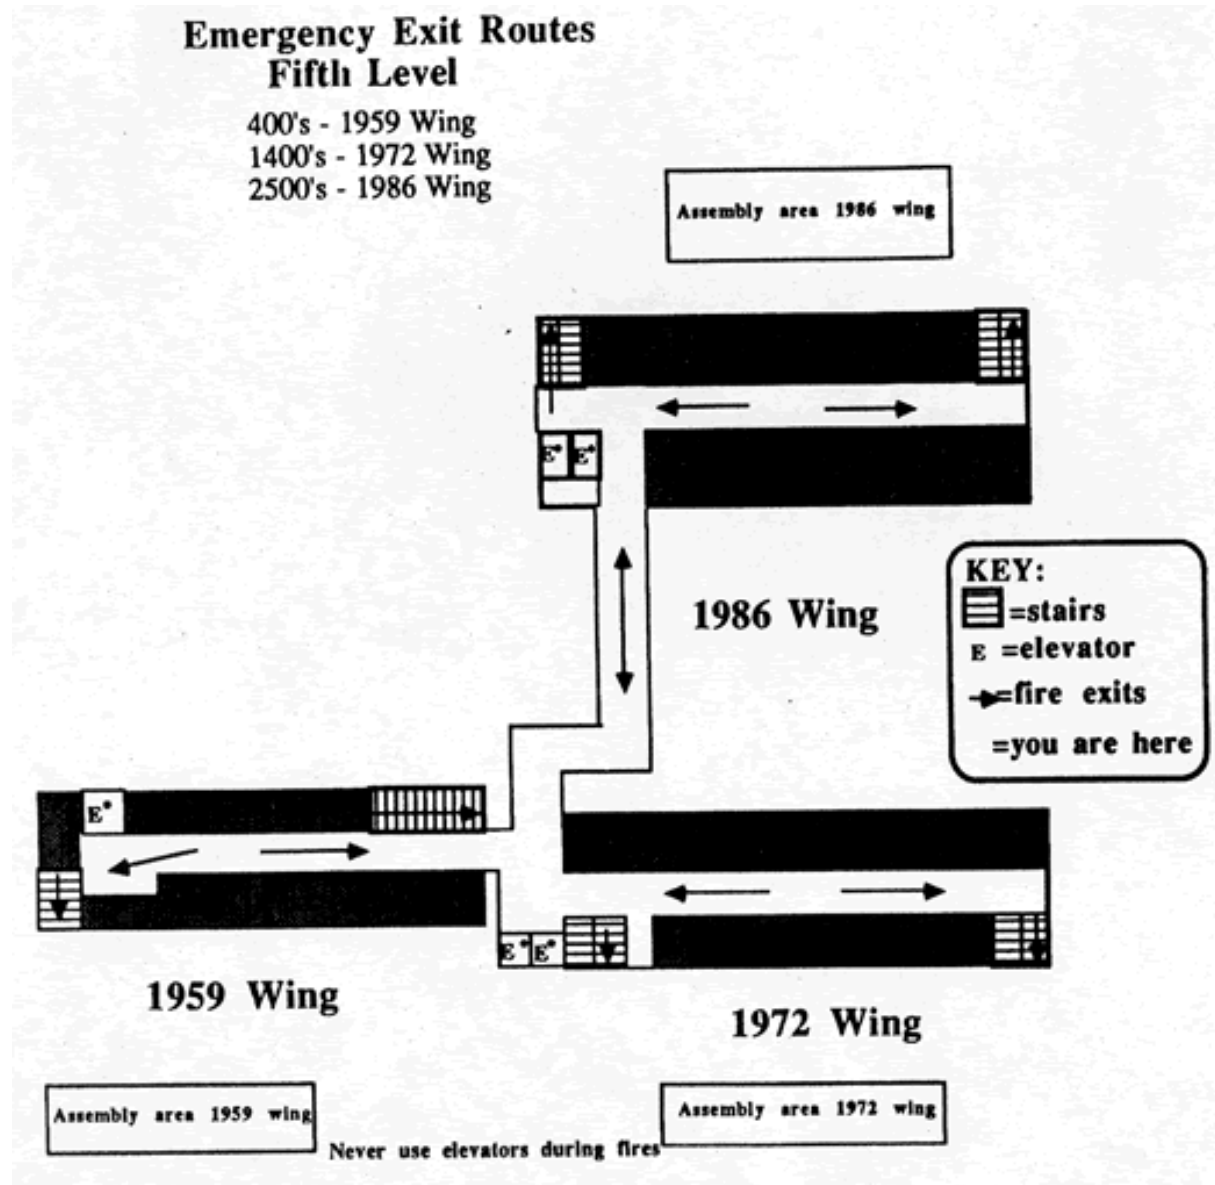 Emergency Exit Routes
Fifth Level
400's - 1959 Wing
1400's - 1972 Wing
2500's - 1986 Wing
Assembly area 1986 wing
E* E*
1986 Wing
KEY:
=stairs
E =elevator
=fire exits
=you are here
E*
E* E*
1959 Wing
1972 Wing
Assembly area 1959 wing
Assembly area 1972 wing
Never use elevators during fires